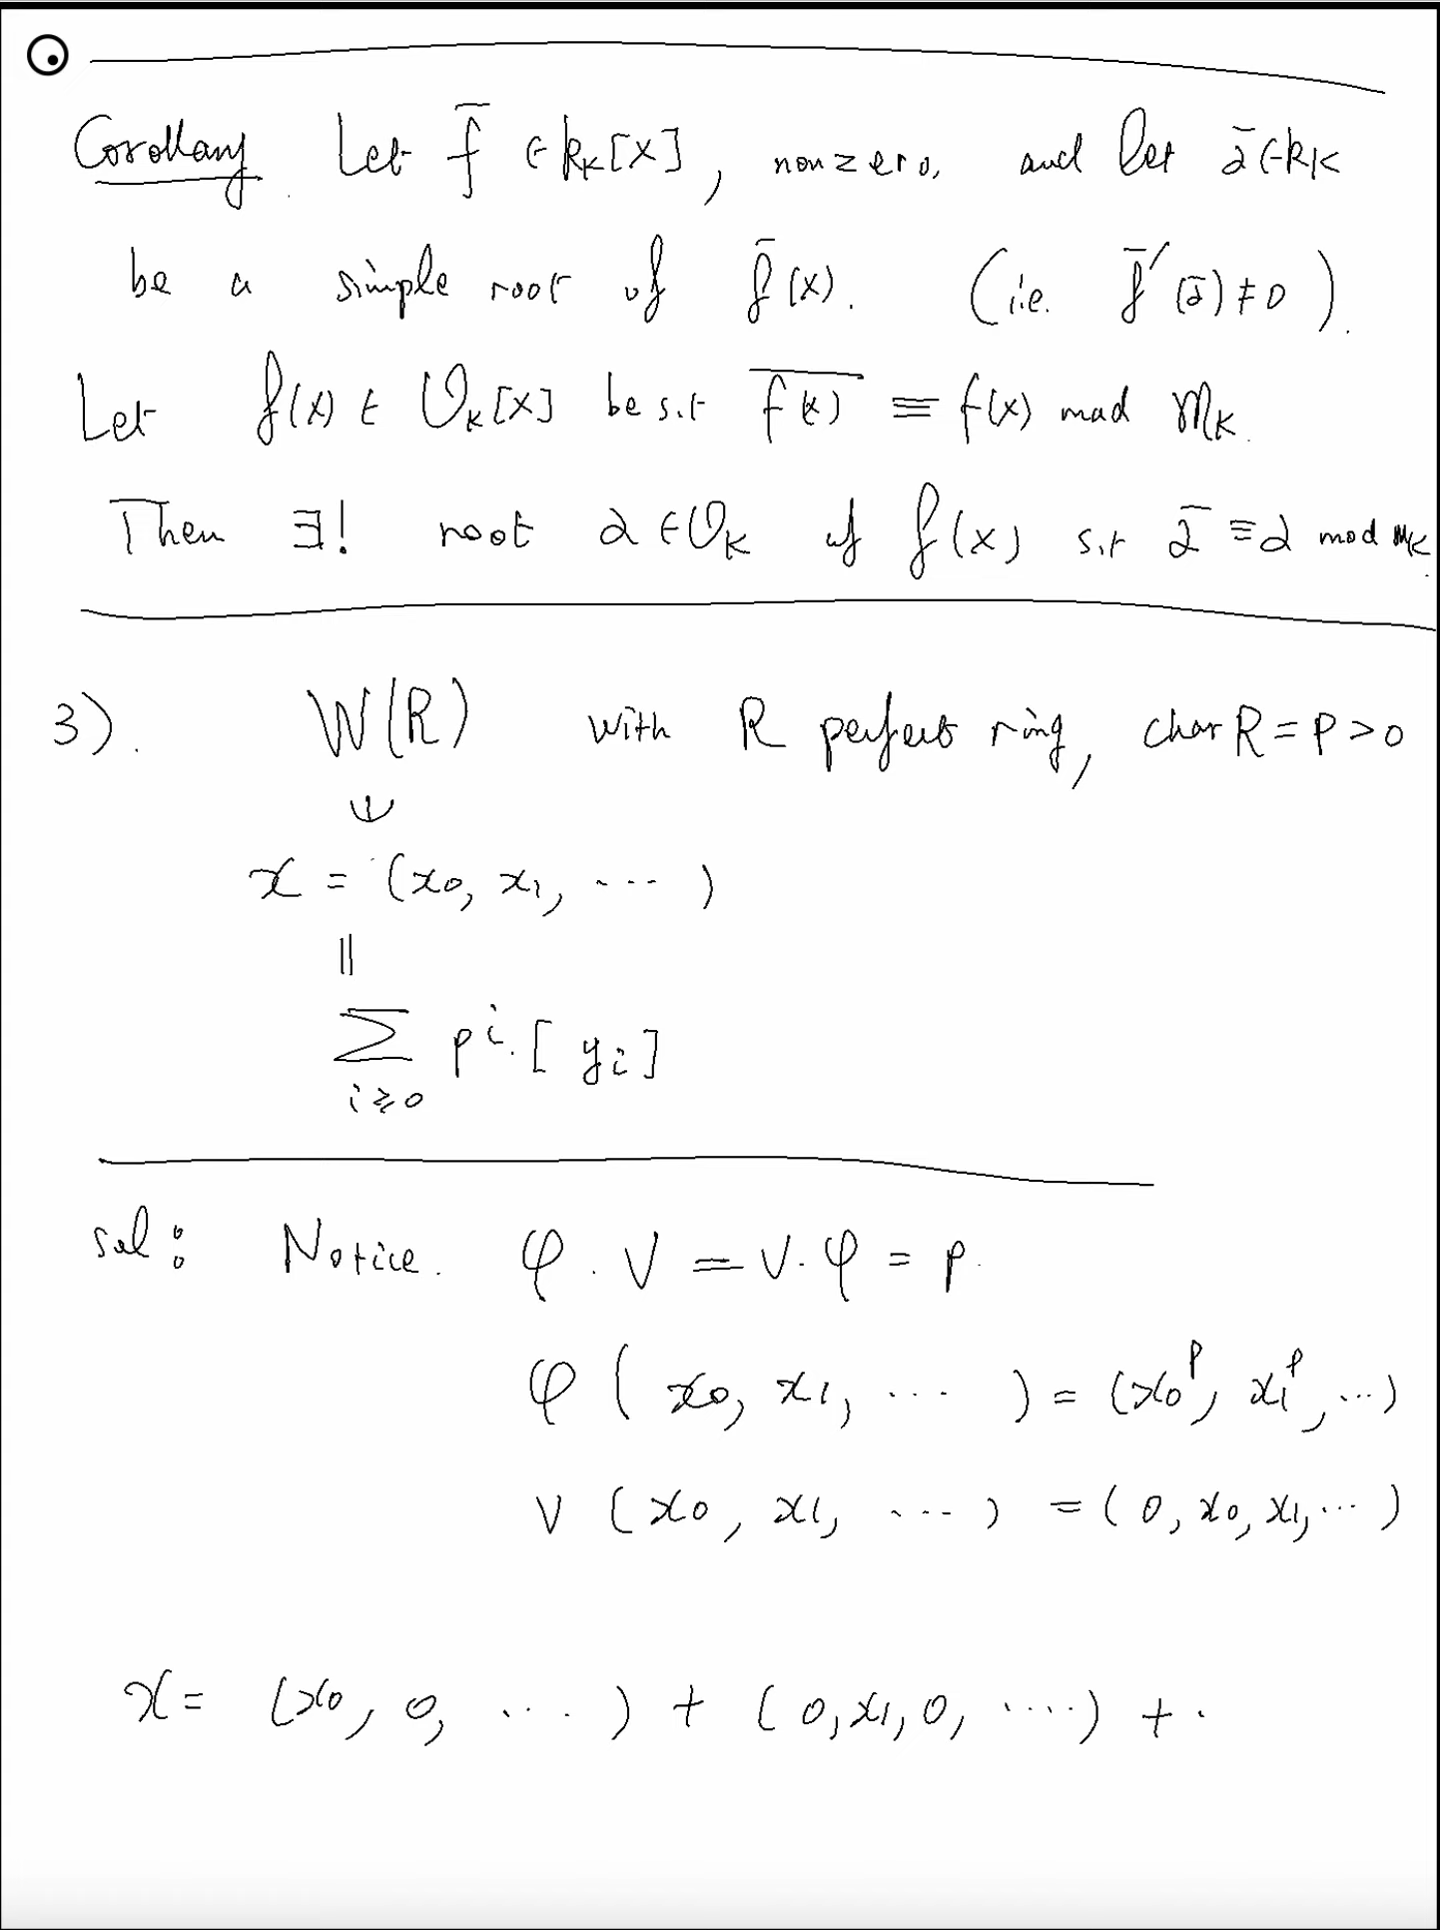 Corollary. Let f̄ ∈ k_K[X], nonzero, and let ᾱ ∈ k_K
be a simple root of f̄(x). (i.e. f̄′(ᾱ) ≠ 0).
Let f(x) ∈ O_K[X] be s.t \overline{f(x)} ≡ f(x) mod m_K.
Then ∃! root α ∈ O_K of f(x) s.t ᾱ ≡ α mod m_K.
3). W(R) with R perfect ring, char R = p > 0
∈
x = (x₀, x₁, ---)
||
∑_{i≥0} pⁱ.[yᵢ]
sol: Notice. φ.V = V.φ = p.
φ(x₀, x₁, ...) = (x₀^p, x₁^p, ...)
V(x₀, x₁, ...) = (0, x₀, x₁, ...)
x = (x₀, 0, ....) + (0, x₁, 0, ....) + .